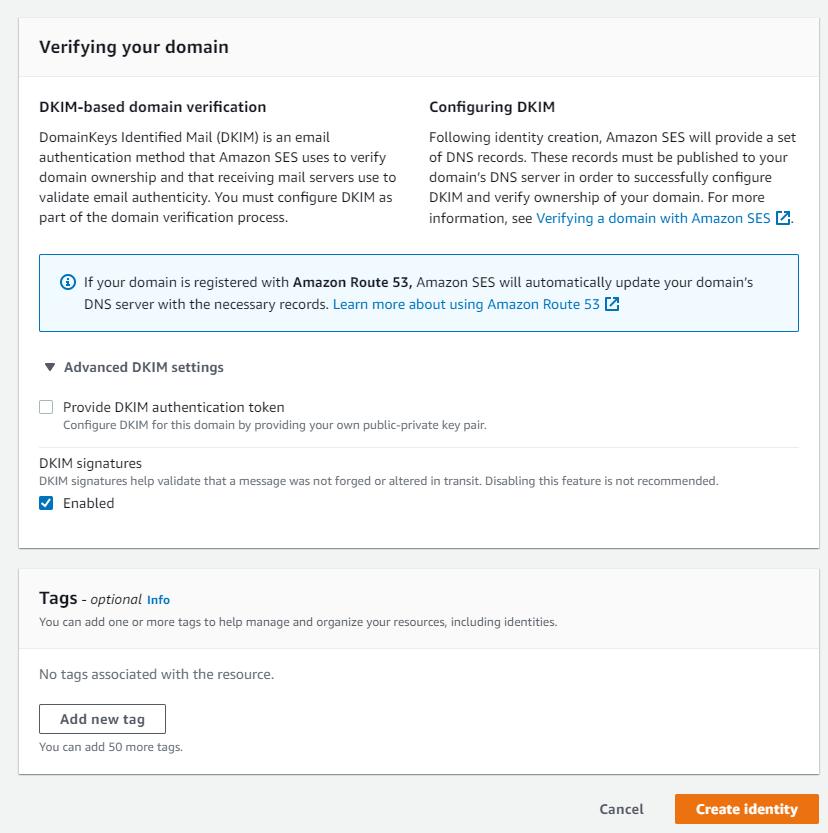 Verifying your domain
DKIM-based domain verification
DomainKeys Identified Mail (DKIM) is an email
authentication method that Amazon SES uses to verify
domain ownership and that receiving mail servers use to
validate email authenticity. You must configure DKIM as
part of the domain verification process.
Configuring DKIM
Following identity creation, Amazon SES will provide a set
of DNS records. These records must be published to your
domain's DNS server in order to successfully configure
DKIM and verify ownership of your domain. For more
information, see Verifying a domain with Amazon SES.
If your domain is registered with Amazon Route 53, Amazon SES will automatically update your domain's
DNS server with the necessary records. Learn more about using Amazon Route 53
Advanced DKIM settings
Provide DKIM authentication token
Configure DKIM for this domain by providing your own public-private key pair.
DKIM signatures
DKIM signatures help validate that a message was not forged or altered in transit. Disabling this feature is not recommended.
Enabled
Tags - optional Info
You can add one or more tags to help manage and organize your resources, including identities.
No tags associated with the resource.
Add new tag
You can add 50 more tags.
Cancel
Create identity